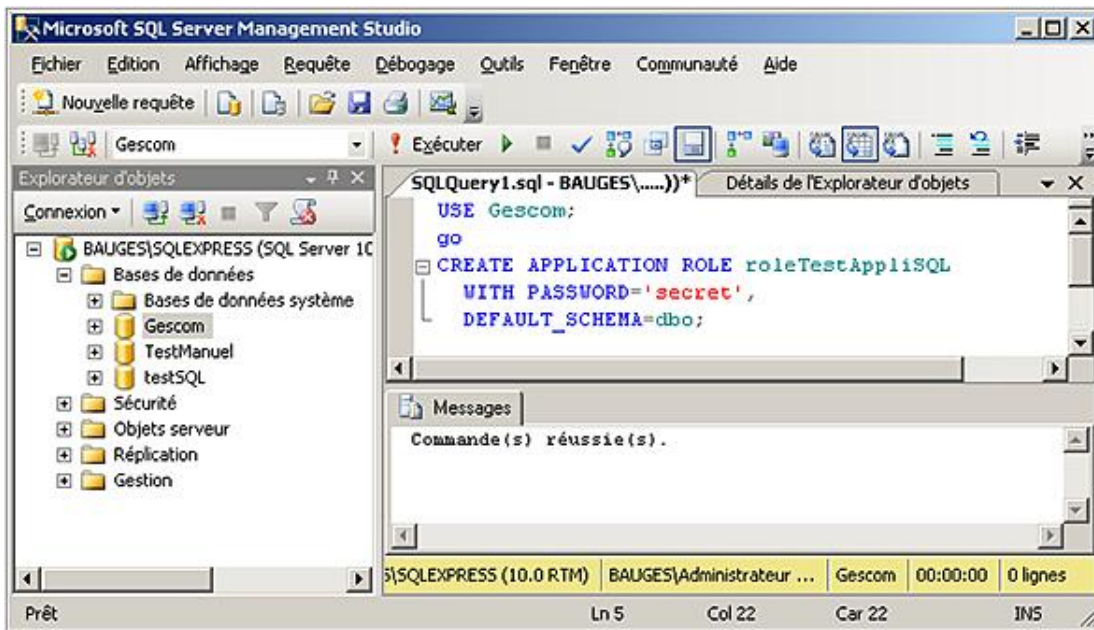 Microsoft SQL Server Management Studio
Fichier Edition Affichage Requête Débogage Outils Fenêtre Communauté Aide
Nouvelle requête
Gescom Exécuter
Explorateur d'objets
SQLQuery1.sql - BAUGES\.....))* Détails de l'Explorateur d'objets
Connexion
BAUGES\SQLEXPRESS (SQL Server 10
Bases de données
Bases de données système
Gescom
TestManuel
testSQL
Sécurité
Objets serveur
Réplication
Gestion
USE Gescom;
go
CREATE APPLICATION ROLE roleTestAppliSQL
WITH PASSWORD='secret',
DEFAULT_SCHEMA=dbo;
Messages
Commande(s) réussie(s).
\SQLEXPRESS (10.0 RTM) BAUGES\Administrateur ... Gescom 00:00:00 0 lignes
Prêt Ln 5 Col 22 Car 22 INS